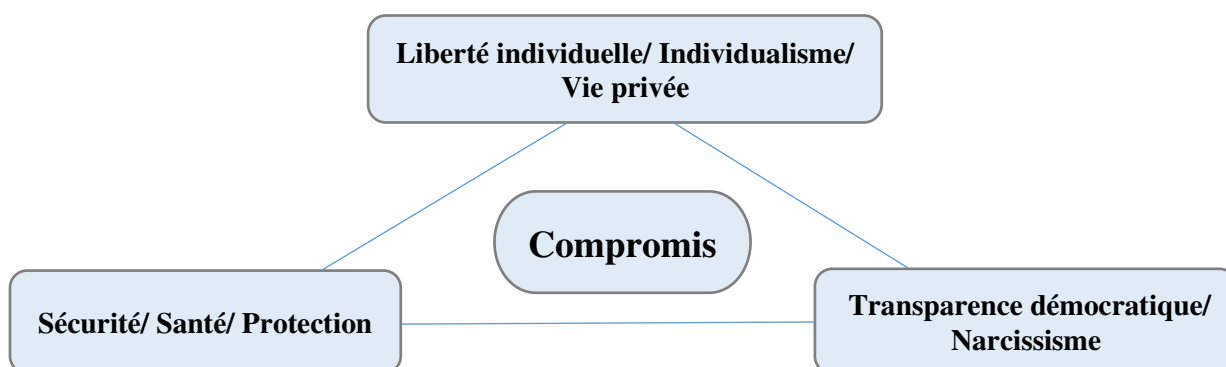 Liberté individuelle/ Individualisme/
Vie privée
Compromis
Sécurité/ Santé/ Protection
Transparence démocratique/
Narcissisme